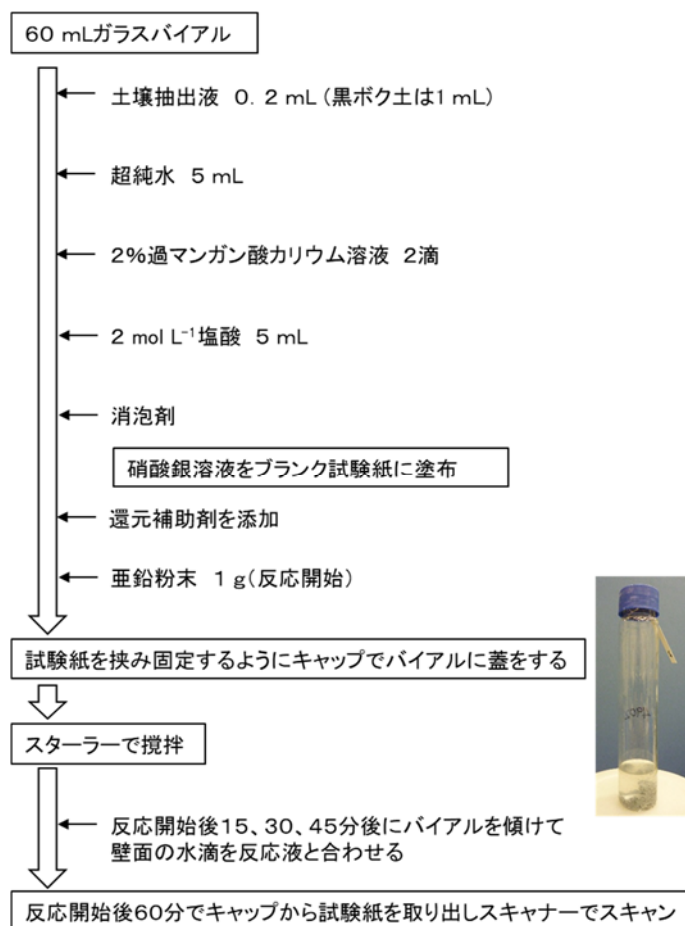 60 mLガラスバイアル
土壌抽出液 0.2 mL (黒ボク土は1 mL)
超純水 5 mL
2%過マンガン酸カリウム溶液 2滴
2 mol L⁻¹塩酸 5 mL
消泡剤
硝酸銀溶液をブランク試験紙に塗布
還元補助剤を添加
亜鉛粉末 1 g(反応開始)
試験紙を挟み固定するようにキャップでバイアルに蓋をする
スターラーで撹拌
反応開始後15、30、45分後にバイアルを傾けて
壁面の水滴を反応液と合わせる
反応開始後60分でキャップから試験紙を取り出しスキャナーでスキャン